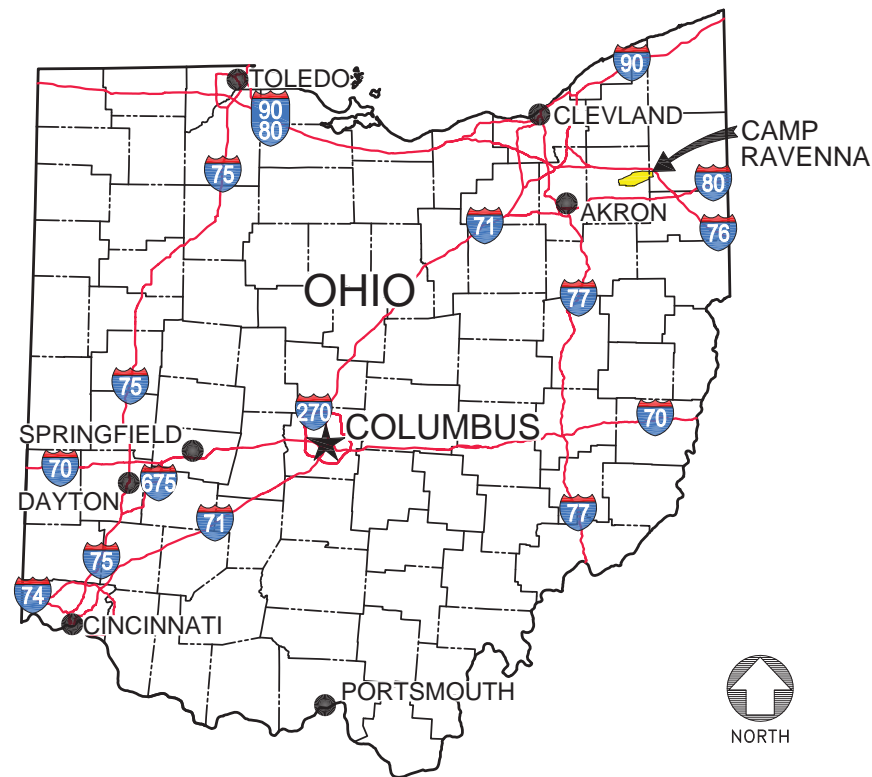 TOLEDO
90
80
90
CLEVLAND
CAMP
RAVENNA
75
80
AKRON
71
76
OHIO
77
75
270
70
COLUMBUS
SPRINGFIELD
70
675
DAYTON
71
77
75
74
CINCINNATI
PORTSMOUTH
NORTH